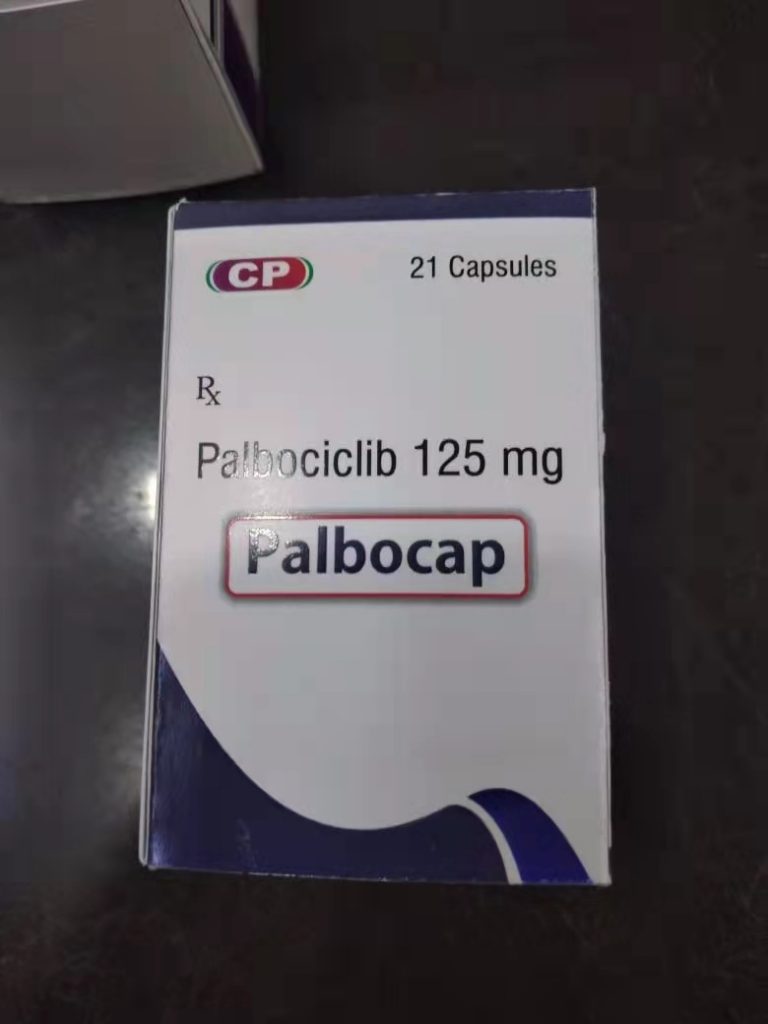 CP
21 Capsules
Rx
Palbociclib 125 mg
Palbocap